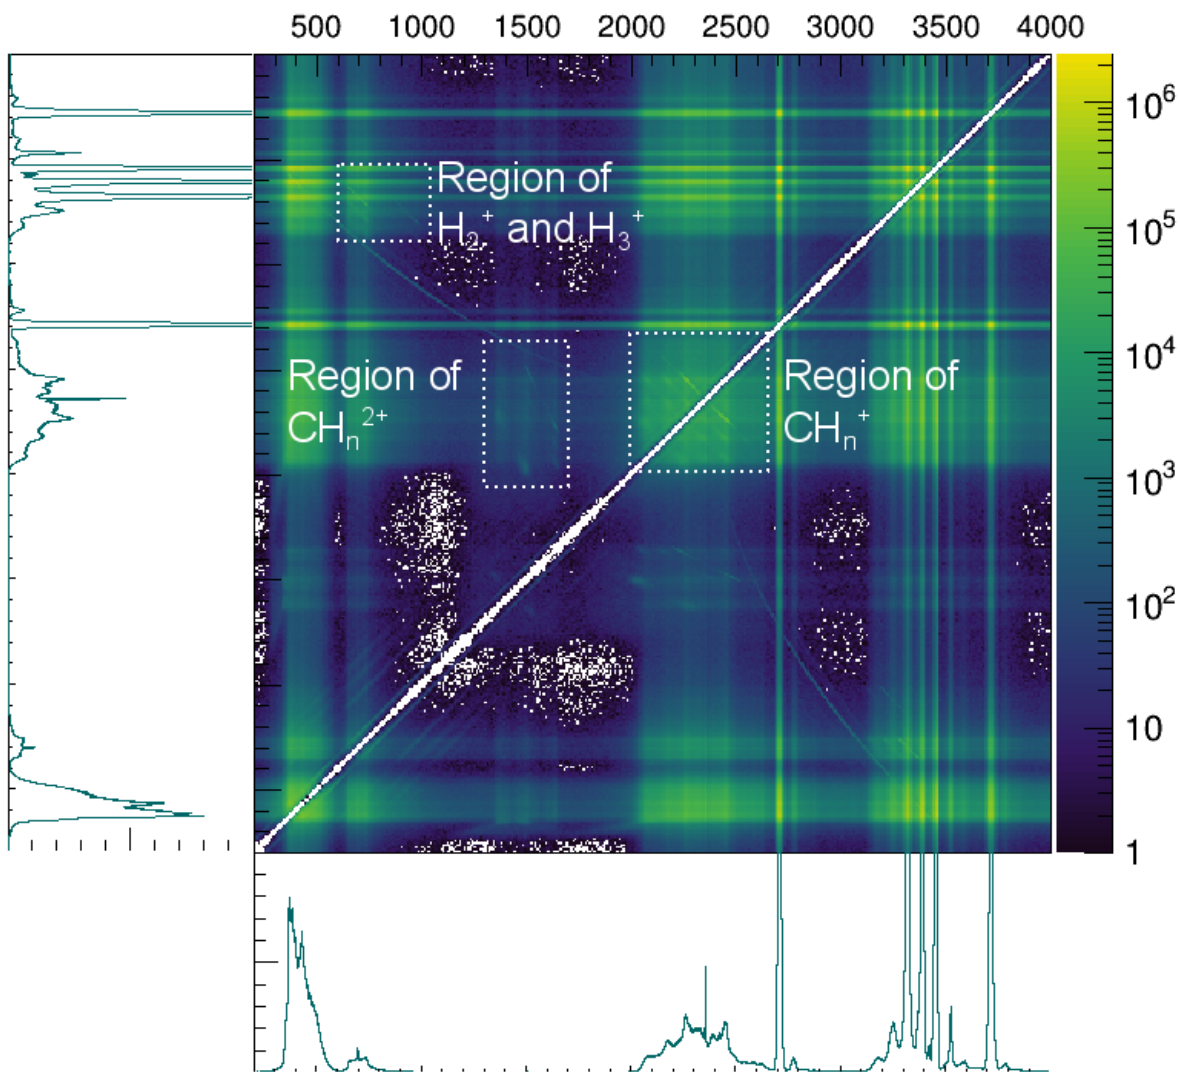 500 1000 1500 2000 2500 3000 3500 4000
10⁶
Region of
H₂⁺ and H₃⁺
10⁵
10⁴
Region of
CHₙ²⁺
Region of
CHₙ⁺
10³
10²
10
1